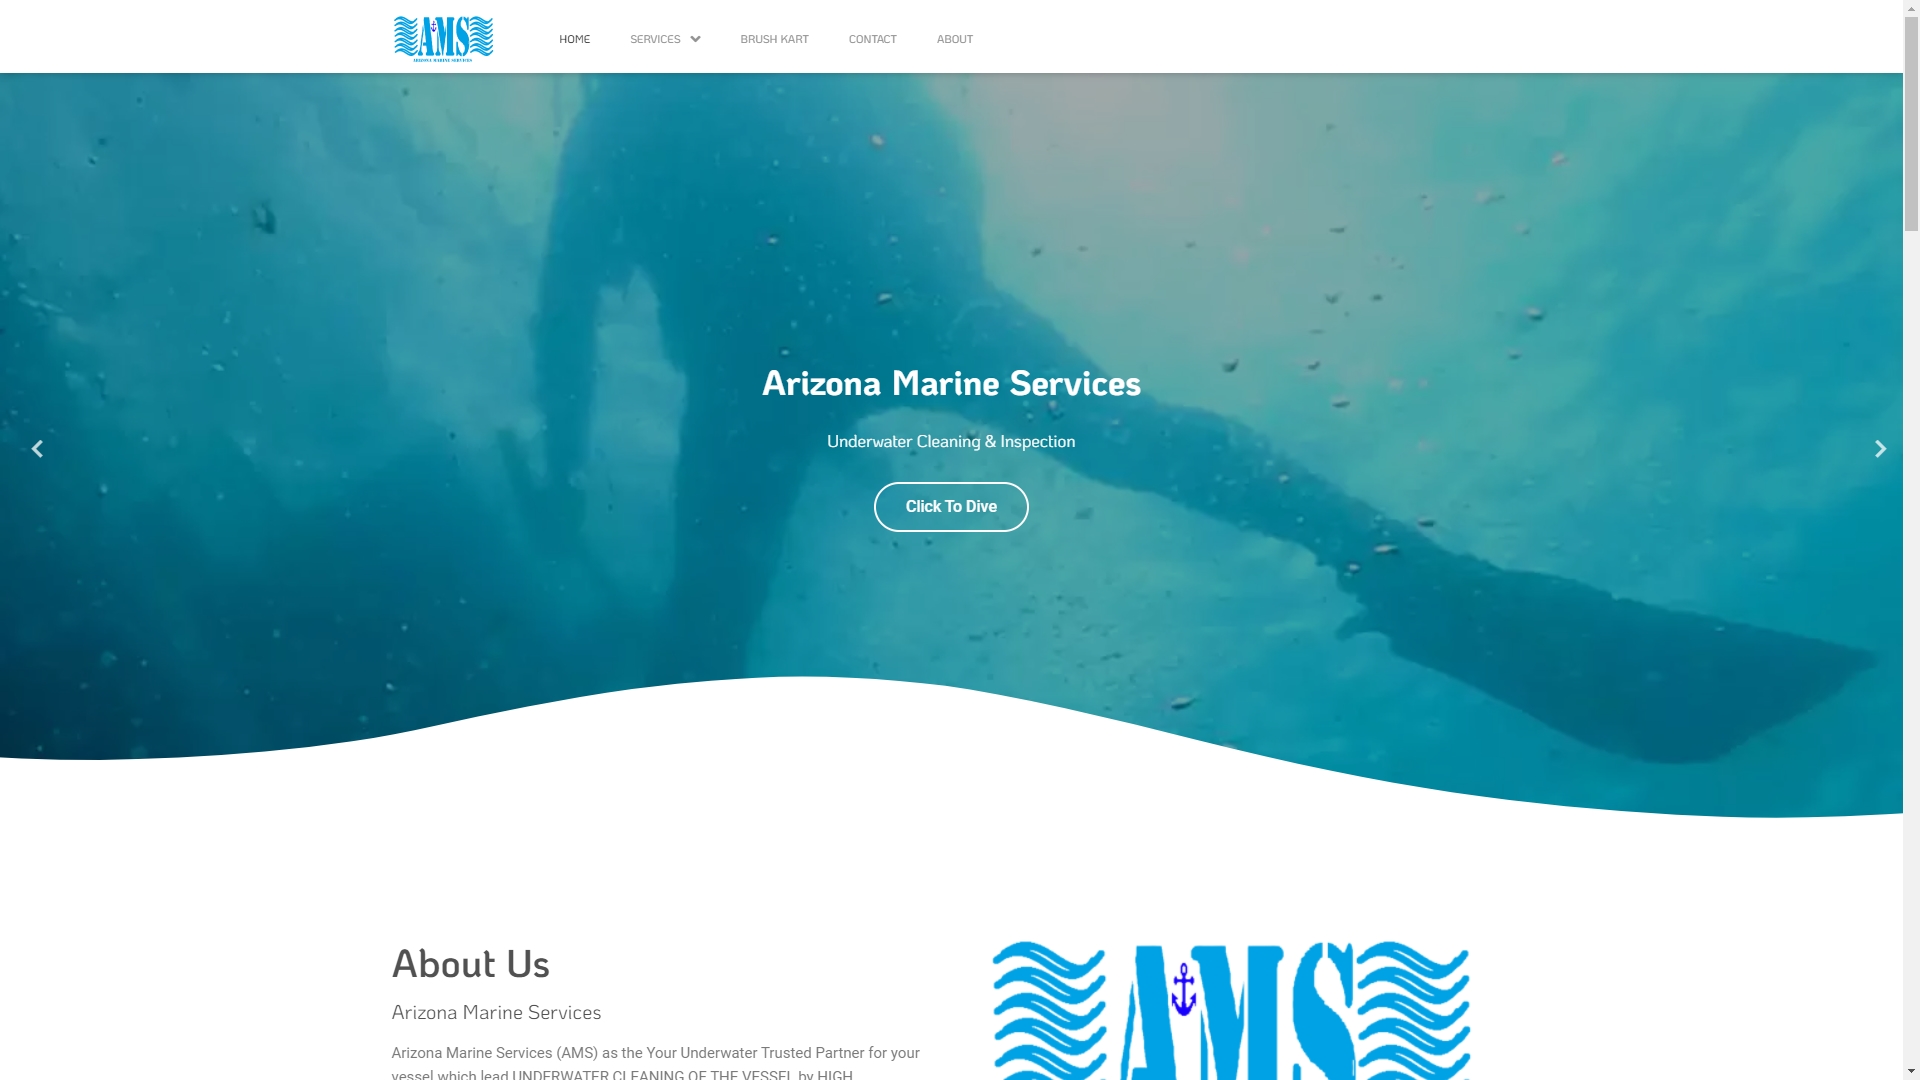 AMS
ARIZONA MARINE SERVICES
HOME
SERVICES
BRUSH KART
CONTACT
ABOUT
Arizona Marine Services
Underwater Cleaning & Inspection
Click To Dive
About Us
Arizona Marine Services
Arizona Marine Services (AMS) as the Your Underwater Trusted Partner for your
vessel which lead UNDERWATER CLEANING OF THE VESSEL by HIGH
AMS